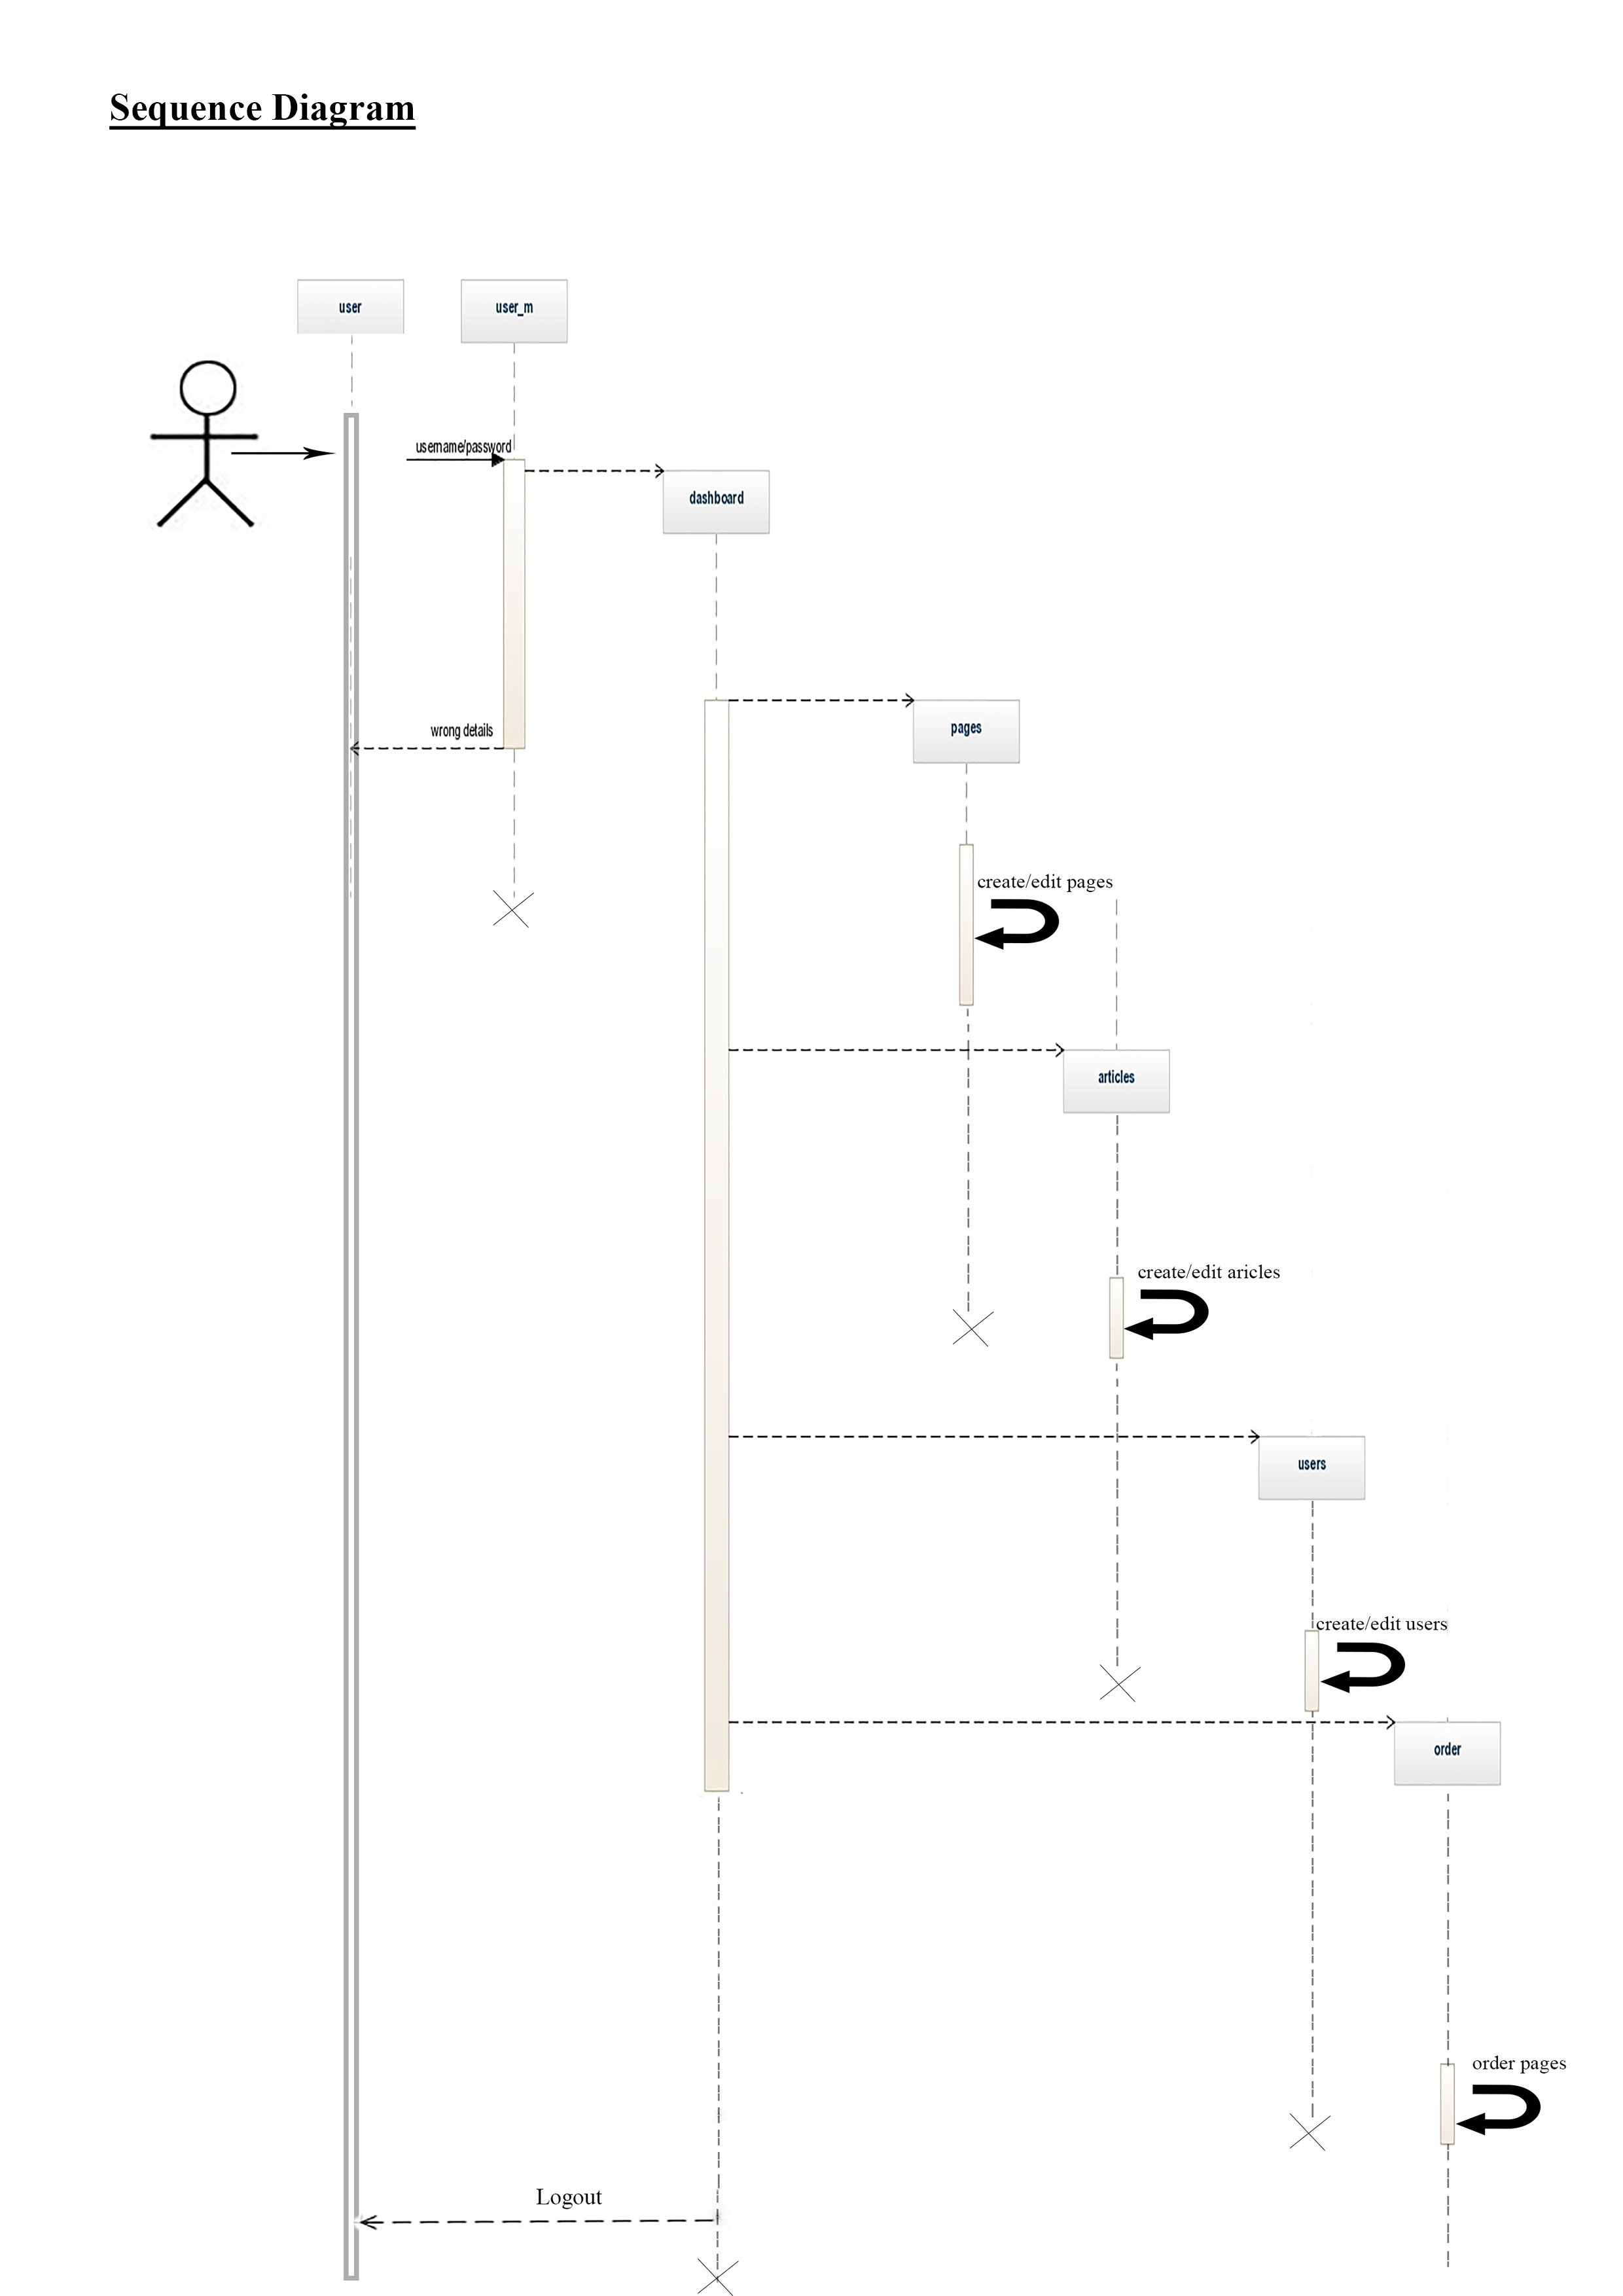 Sequence Diagram
user
user_m
username/password
dashboard
pages
wrong details
create/edit pages
articles
create/edit aricles
users
create/edit users
order
order pages
Logout